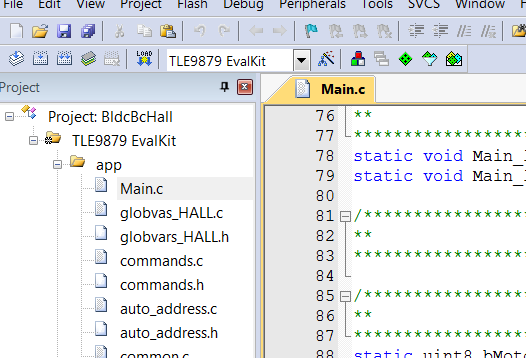 File Edit View Project Flash Debug Peripherals Tools SVCS Window
LOAD
TLE9879 EvalKit
Project
Main.c
Project: BldcBcHall
TLE9879 EvalKit
app
Main.c
globvas_HALL.c
globvars_HALL.h
commands.c
commands.h
auto_address.c
auto_address.h
common.c
76 **
77 ******************
78 static void Main_
79 static void Main_
80
81 /*****************
82 **
83 ******************
84
85 /*****************
86 **
87 ******************
88 static uint8 bMoto